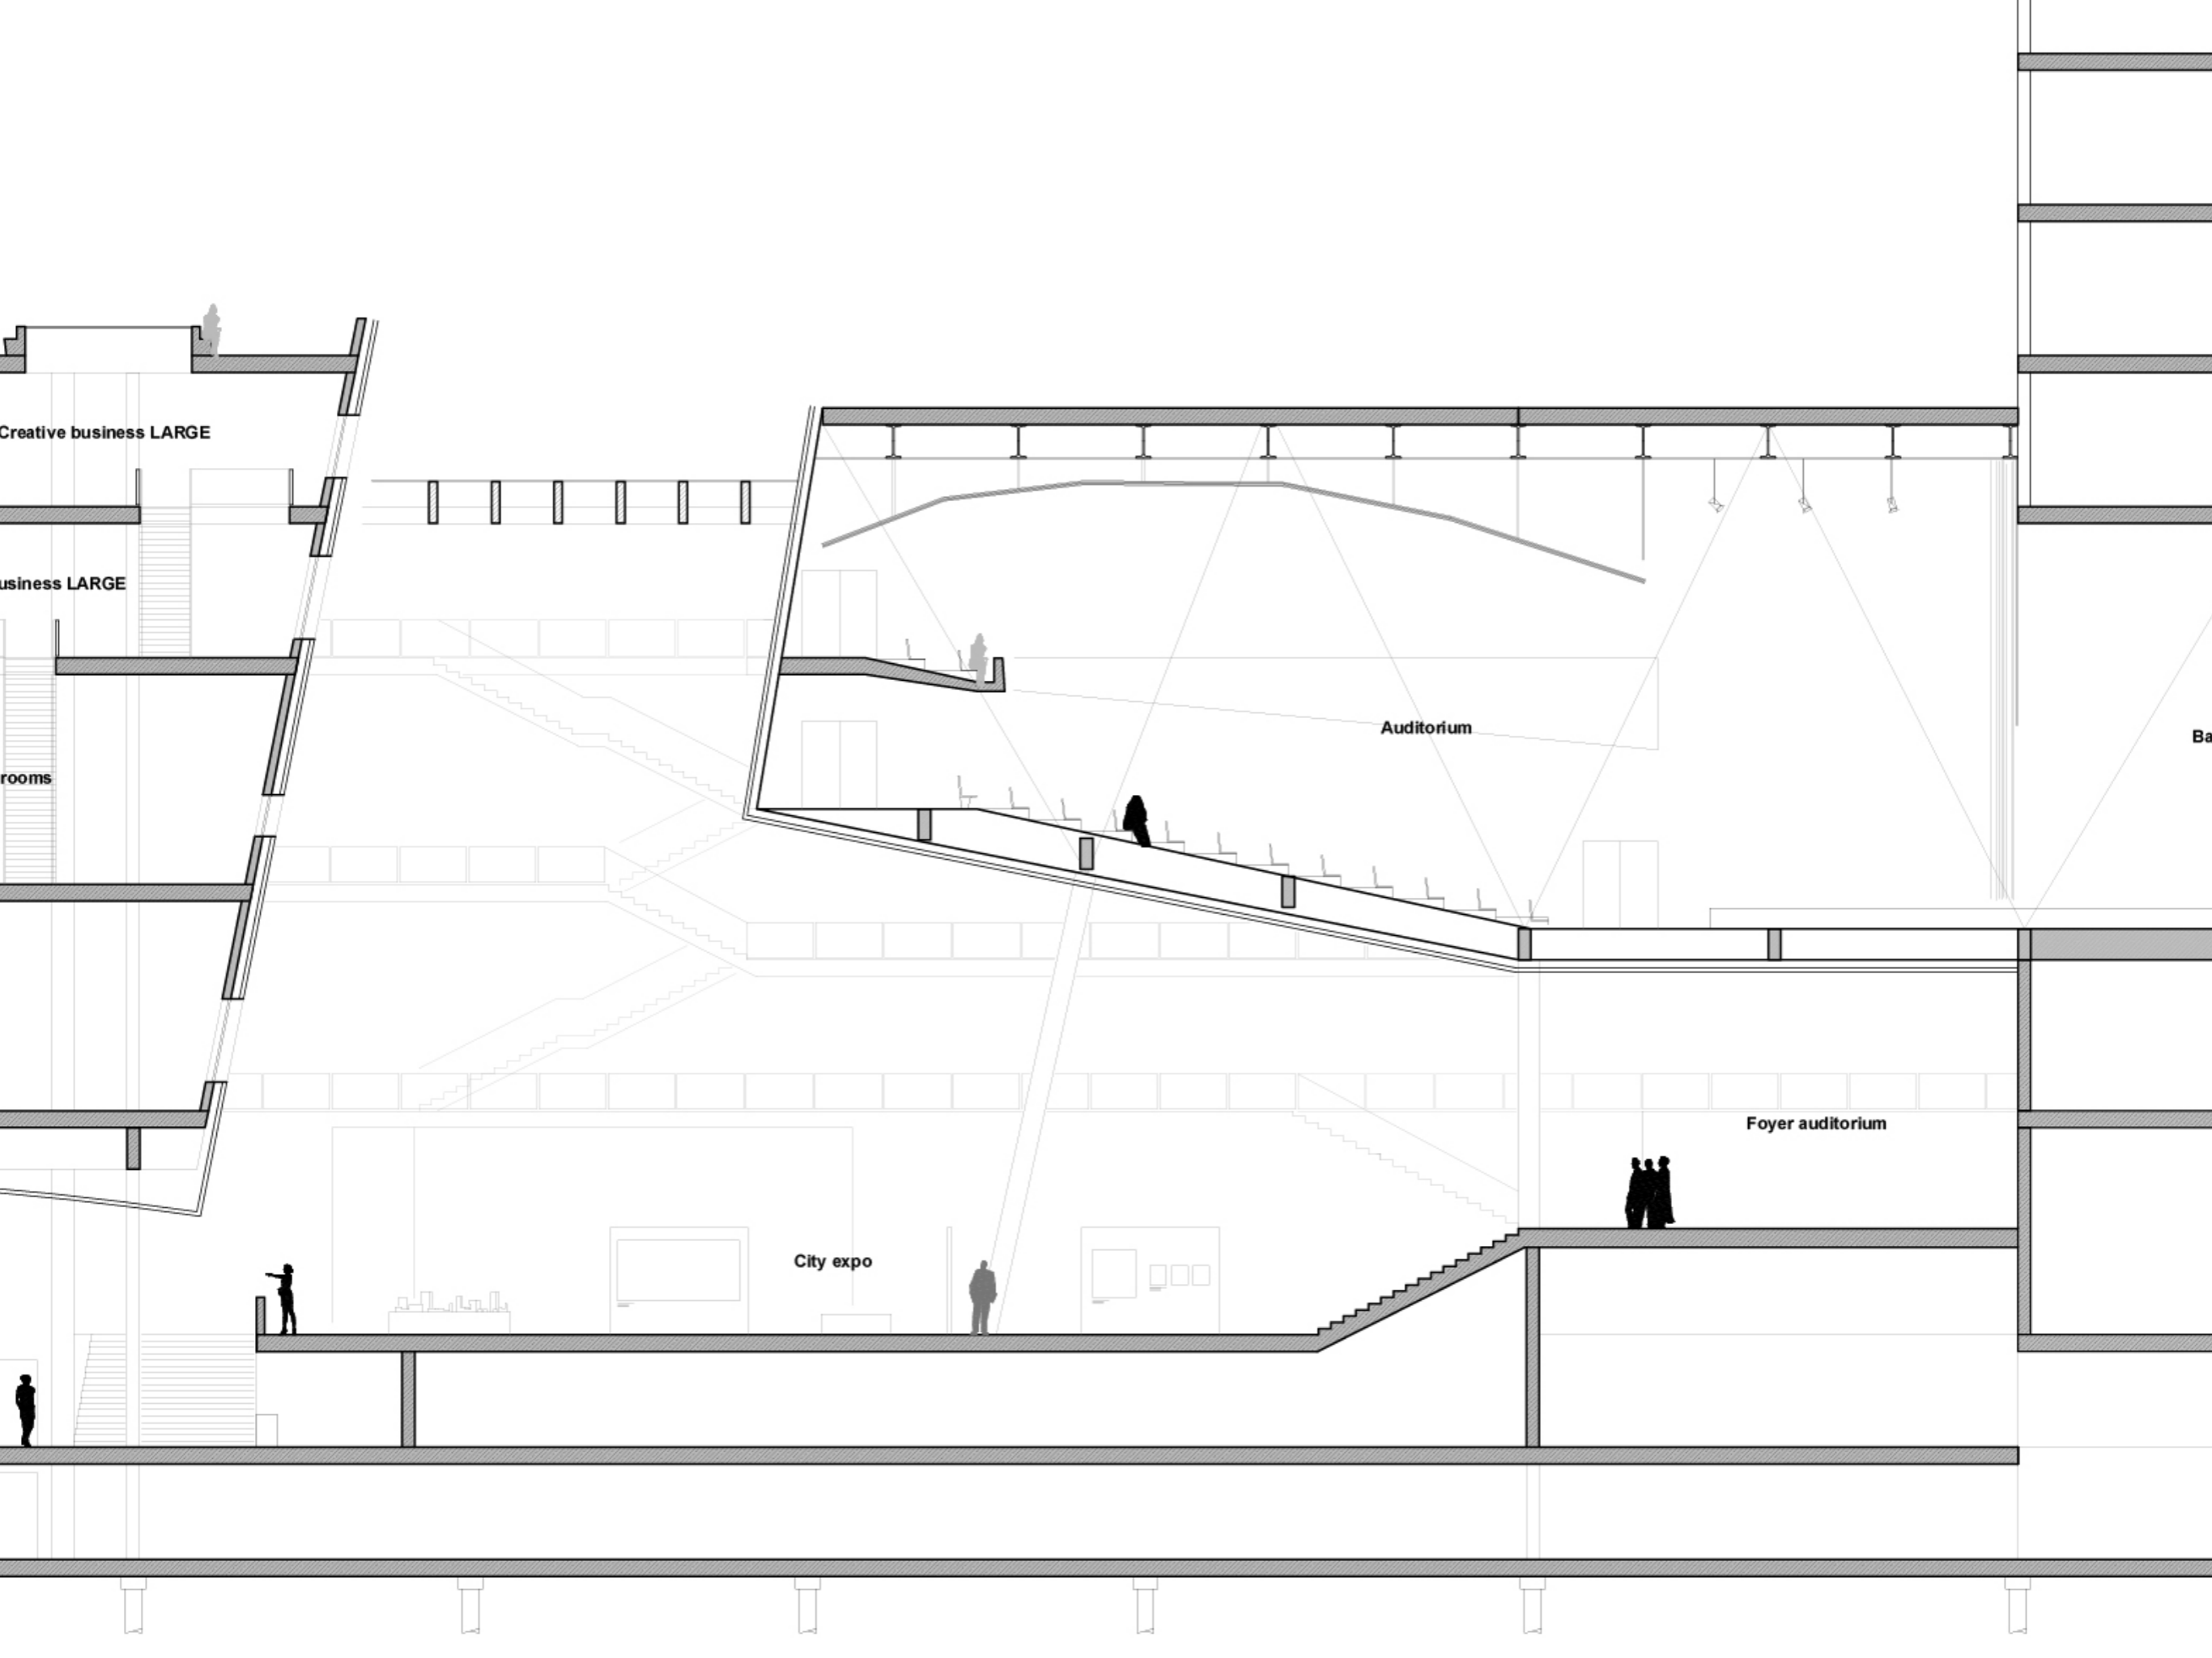 Creative business LARGE
usiness LARGE
Auditorium
Ba
rooms
Foyer auditorium
City expo